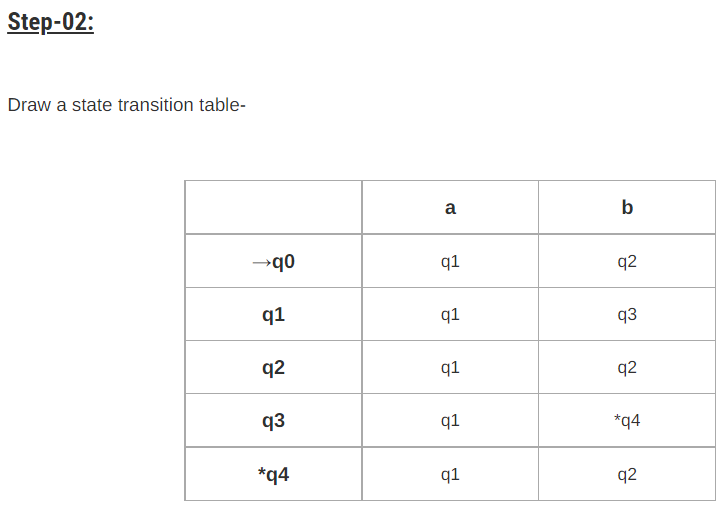 Step-02:
Draw a state transition table-
a b
→q0 q1 q2
q1 q1 q3
q2 q1 q2
q3 q1 *q4
*q4 q1 q2